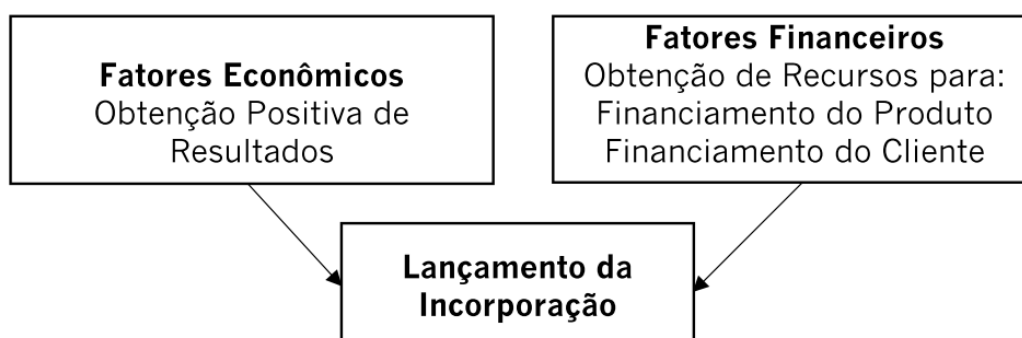 Fatores Econômicos
Obtenção Positiva de
Resultados
Fatores Financeiros
Obtenção de Recursos para:
Financiamento do Produto
Financiamento do Cliente
Lançamento da
Incorporação